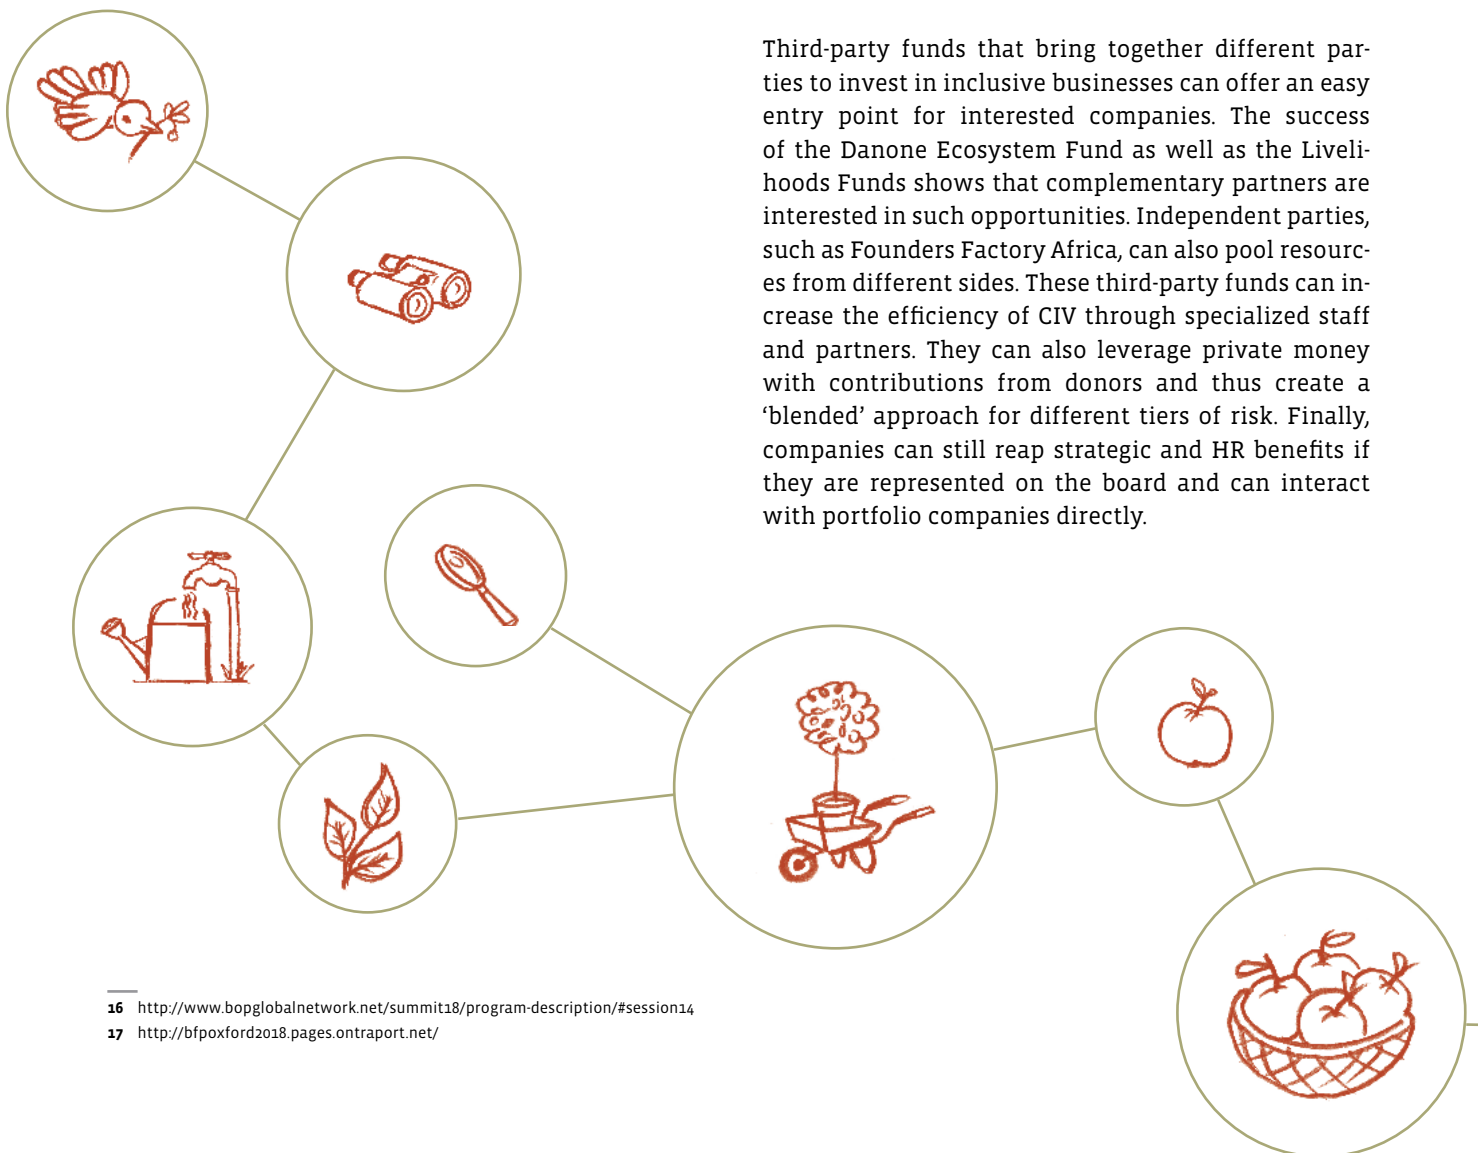 Third-party funds that bring together different par-
ties to invest in inclusive businesses can offer an easy
entry point for interested companies. The success
of the Danone Ecosystem Fund as well as the Liveli-
hoods Funds shows that complementary partners are
interested in such opportunities. Independent parties,
such as Founders Factory Africa, can also pool resourc-
es from different sides. These third-party funds can in-
crease the efficiency of CIV through specialized staff
and partners. They can also leverage private money
with contributions from donors and thus create a
‘blended’ approach for different tiers of risk. Finally,
companies can still reap strategic and HR benefits if
they are represented on the board and can interact
with portfolio companies directly.
16 http://www.bopglobalnetwork.net/summit18/program-description/#session14
17 http://bfpoxford2018.pages.ontraport.net/